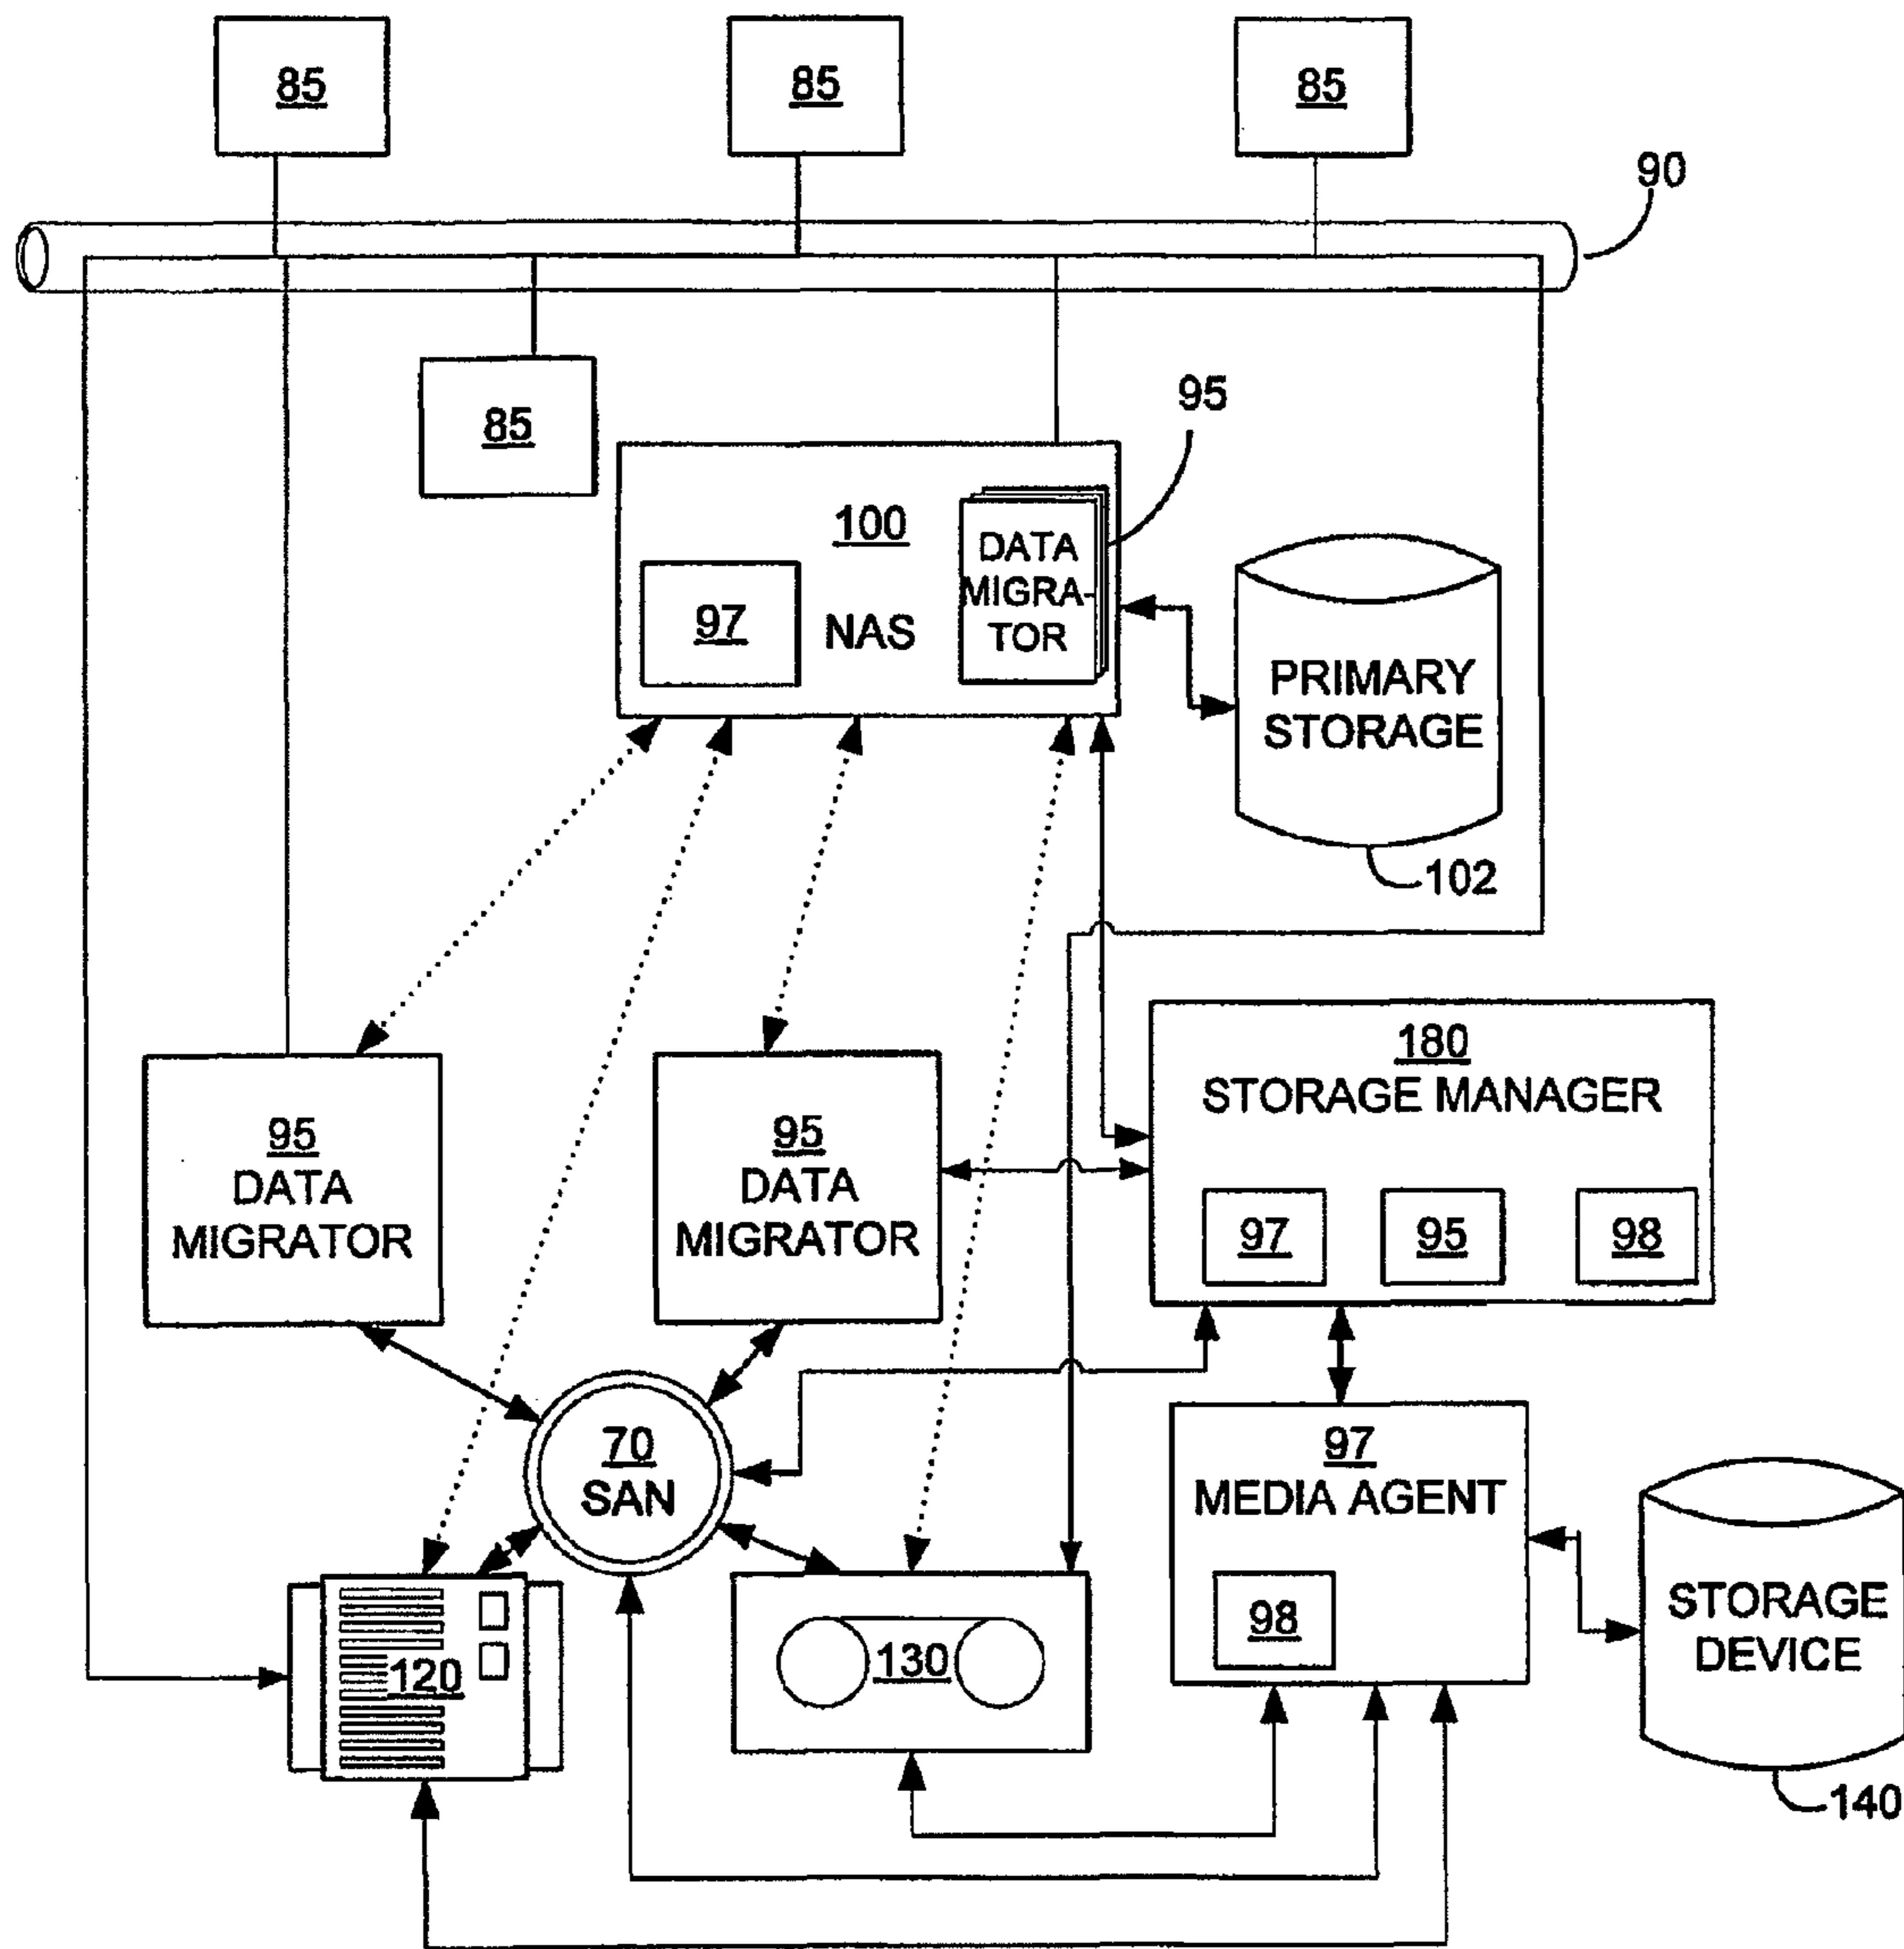 85
85
85
90
85
95
100
DATA
MIGRA-
TOR
97
NAS
PRIMARY
STORAGE
102
180
STORAGE MANAGER
95
DATA
MIGRATOR
95
DATA
MIGRATOR
97
95
98
70
SAN
97
MEDIA AGENT
98
STORAGE
DEVICE
120
130
140